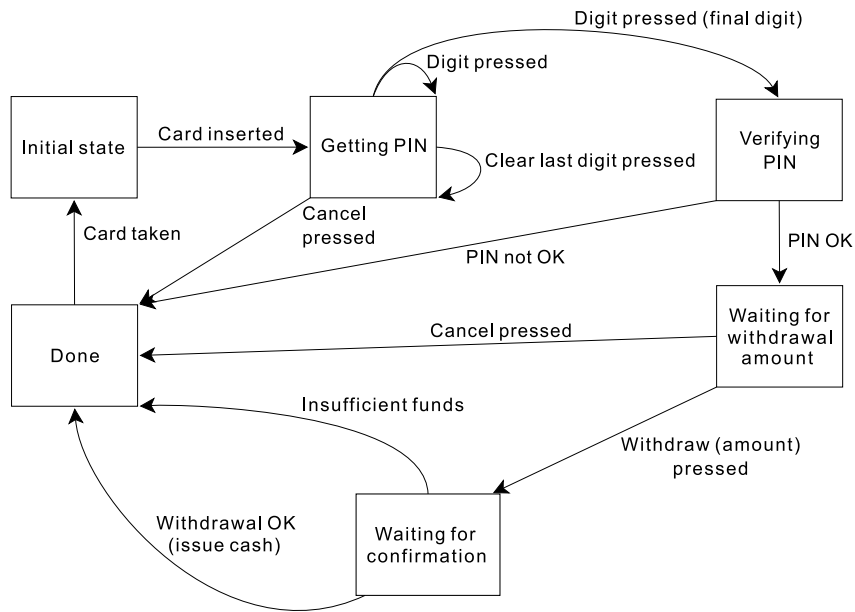 Digit pressed (final digit)
Digit pressed
Card inserted
Initial state
Getting PIN
Verifying
PIN
Clear last digit pressed
Cancel
pressed
Card taken
PIN not OK
PIN OK
Waiting for
withdrawal
amount
Cancel pressed
Done
Insufficient funds
Withdraw (amount)
pressed
Withdrawal OK
(issue cash)
Waiting for
confirmation